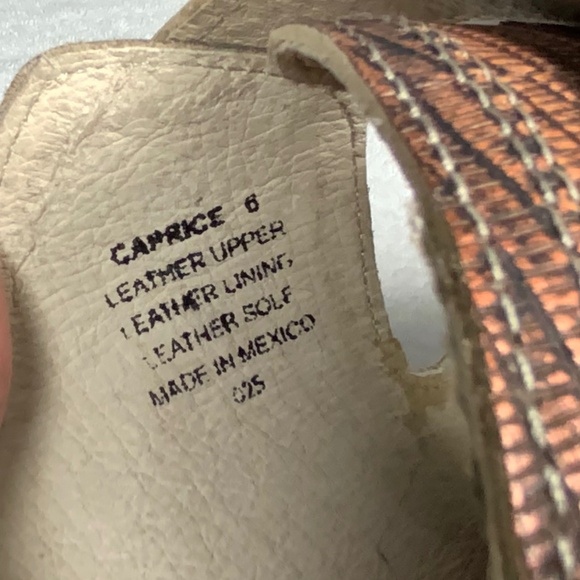 CAPRICE 6
LEATHER UPPER
LEATHER LINING,
LEATHER SOLE
MADE IN MEXICO
025